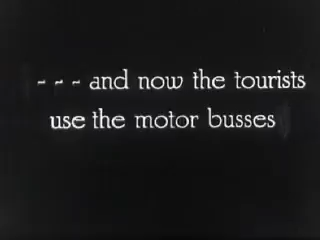 - - - and now the tourists
use the motor busses